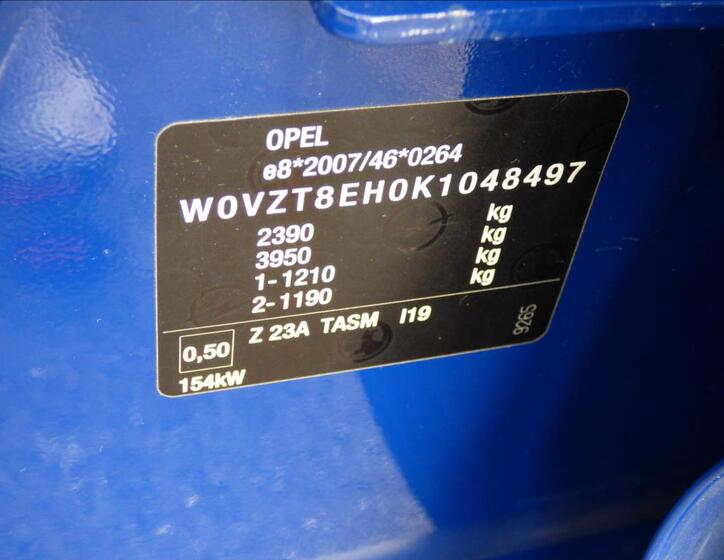 OPEL
e8*2007/46*0264
W0VZT8EH0K1048497
2390 kg
3950 kg
1-1210 kg
2-1190 kg
0,50 Z 23A TASM I19
154kW
9265